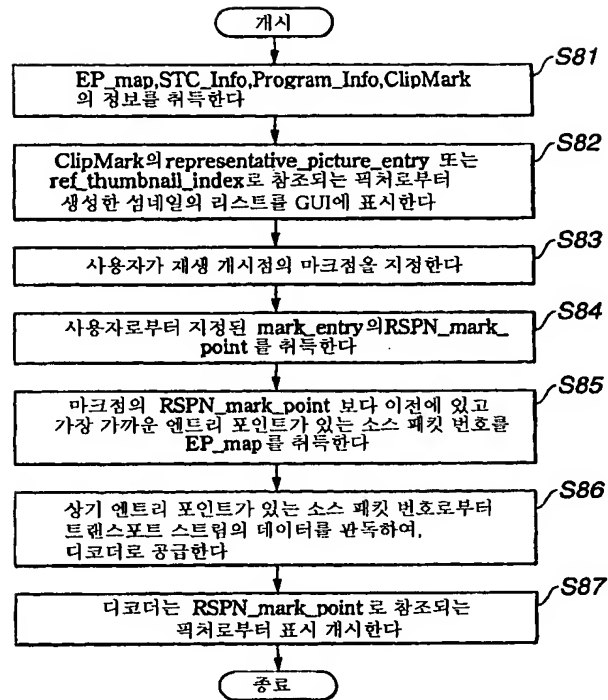 개시
S81
EP_map,STC_Info,Program_Info,ClipMark
의 정보를 취득한다
S82
ClipMark의 representative_picture_entry 또는
ref_thumbnail_index로 참조되는 픽처로부터
생성한 섬네일의 리스트를 GUI에 표시한다
S83
사용자가 재생 개시점의 마크점을 지정한다
S84
사용자로부터 지정된 mark_entry의RSPN_mark_
point 를 취득한다
S85
마크점의 RSPN_mark_point 보다 이전에 있고
가장 가까운 엔트리 포인트가 있는 소스 패킷 번호를
EP_map 를 취득한다
S86
상기 엔트리 포인트가 있는 소스 패킷 번호로부터
트랜스포트 스트림의 데이터를 판독하여,
디코더로 공급한다
S87
디코더는 RSPN_mark_point 로 참조되는
픽처로부터 표시 개시한다
종료